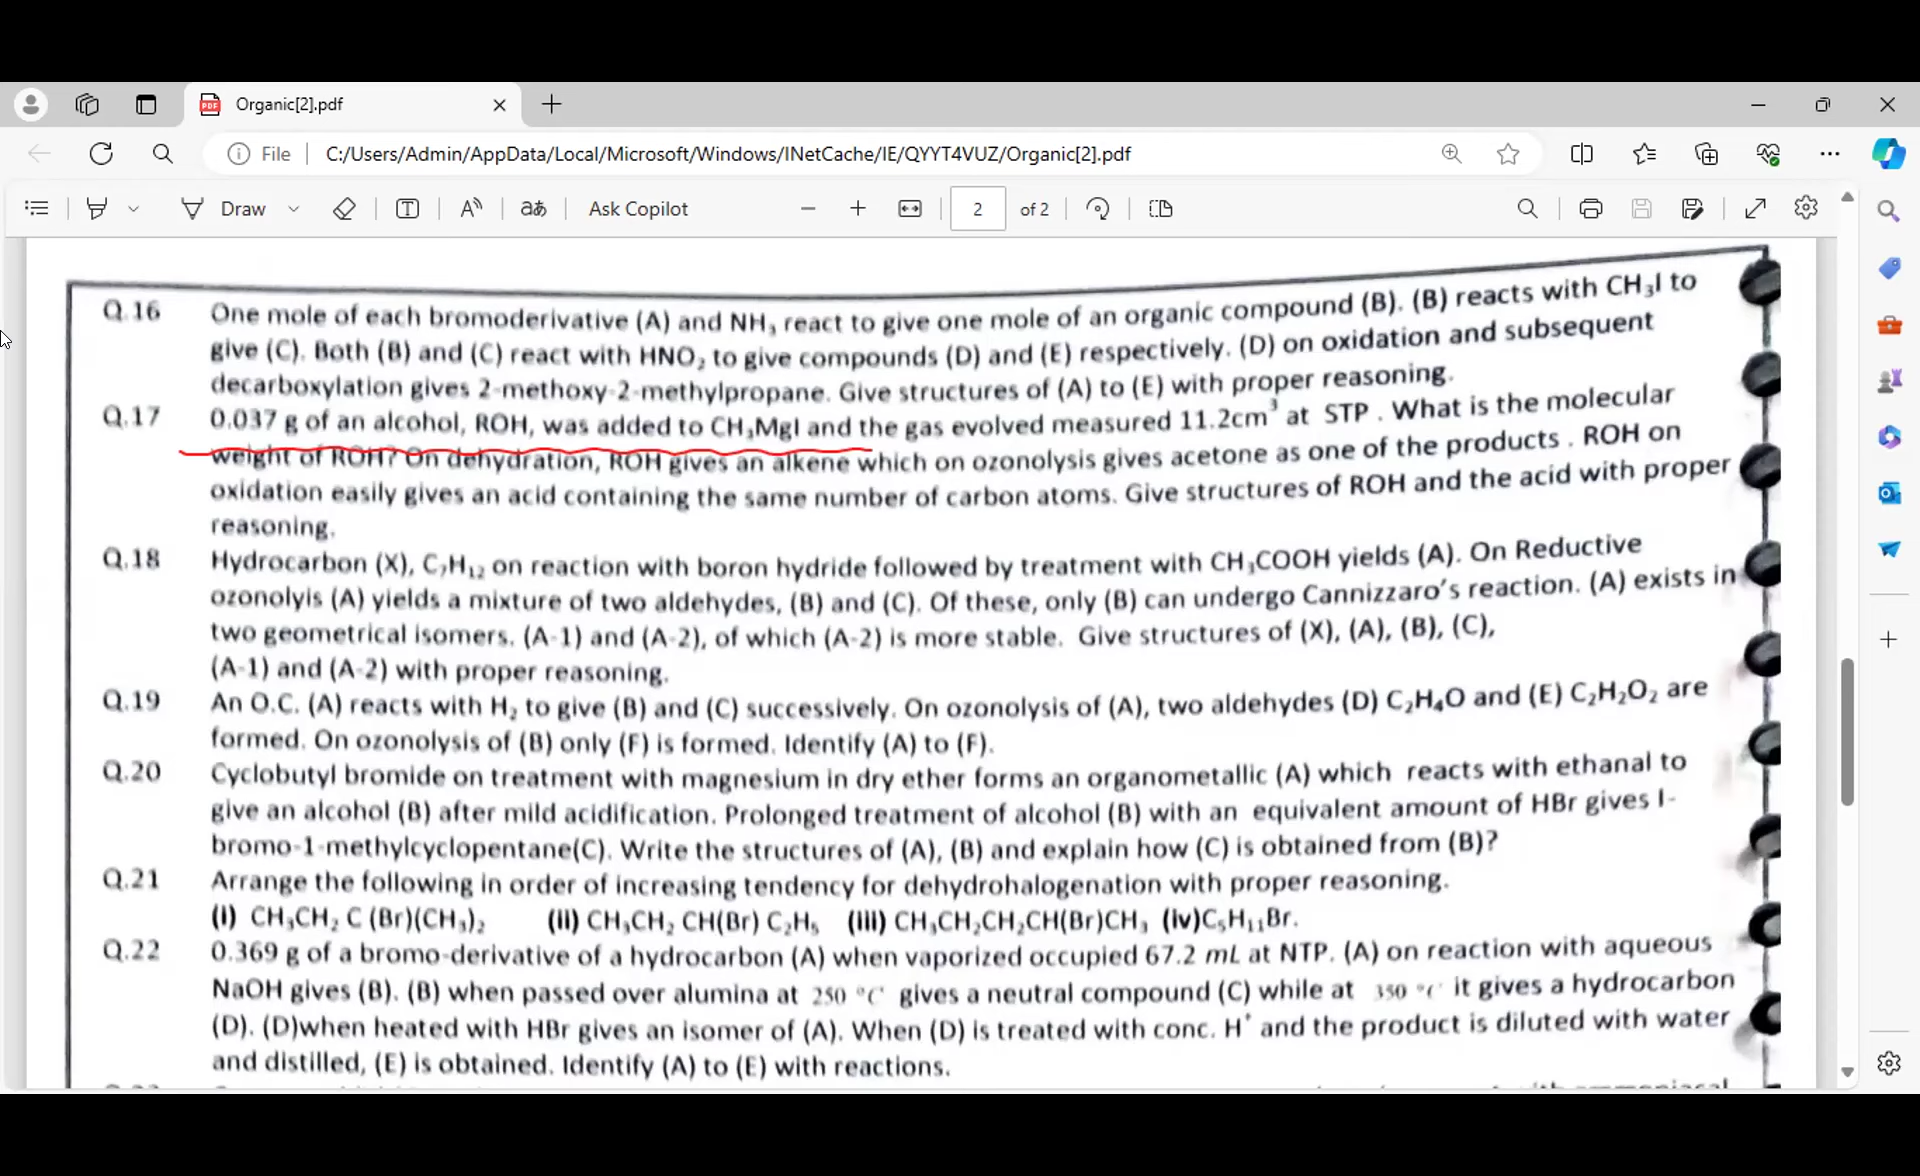 Organic[2].pdf
File
C:/Users/Admin/AppData/Local/Microsoft/Windows/INetCache/IE/QYYT4VUZ/Organic[2].pdf
Draw
aあ
Ask Copilot
2
of 2
Q.16 One mole of each bromoderivative (A) and NH₃ react to give one mole of an organic compound (B). (B) reacts with CH₃I to
give (C). Both (B) and (C) react with HNO₂ to give compounds (D) and (E) respectively. (D) on oxidation and subsequent
decarboxylation gives 2-methoxy-2-methylpropane. Give structures of (A) to (E) with proper reasoning.
Q.17 0.037 g of an alcohol, ROH, was added to CH₃MgI and the gas evolved measured 11.2cm³ at STP . What is the molecular
weight of ROH? On dehydration, ROH gives an alkene which on ozonolysis gives acetone as one of the products . ROH on
oxidation easily gives an acid containing the same number of carbon atoms. Give structures of ROH and the acid with proper
reasoning.
Q.18 Hydrocarbon (X), C₇H₁₂ on reaction with boron hydride followed by treatment with CH₃COOH yields (A). On Reductive
ozonolyis (A) yields a mixture of two aldehydes, (B) and (C). Of these, only (B) can undergo Cannizzaro's reaction. (A) exists in
two geometrical isomers. (A-1) and (A-2), of which (A-2) is more stable. Give structures of (X), (A), (B), (C),
(A-1) and (A-2) with proper reasoning.
Q.19 An O.C. (A) reacts with H₂ to give (B) and (C) successively. On ozonolysis of (A), two aldehydes (D) C₂H₄O and (E) C₂H₂O₂ are
formed. On ozonolysis of (B) only (F) is formed. Identify (A) to (F).
Q.20 Cyclobutyl bromide on treatment with magnesium in dry ether forms an organometallic (A) which reacts with ethanal to
give an alcohol (B) after mild acidification. Prolonged treatment of alcohol (B) with an equivalent amount of HBr gives l-
bromo-1-methylcyclopentane(C). Write the structures of (A), (B) and explain how (C) is obtained from (B)?
Q.21 Arrange the following in order of increasing tendency for dehydrohalogenation with proper reasoning.
(i) CH₃CH₂ C (Br)(CH₃)₂ (ii) CH₃CH₂ CH(Br) C₂H₅ (iii) CH₃CH₂CH₂CH(Br)CH₃ (iv)C₅H₁₁Br.
Q.22 0.369 g of a bromo-derivative of a hydrocarbon (A) when vaporized occupied 67.2 mL at NTP. (A) on reaction with aqueous
NaOH gives (B). (B) when passed over alumina at 250 °C gives a neutral compound (C) while at 350 °C it gives a hydrocarbon
(D). (D)when heated with HBr gives an isomer of (A). When (D) is treated with conc. H⁺ and the product is diluted with water
and distilled, (E) is obtained. Identify (A) to (E) with reactions.